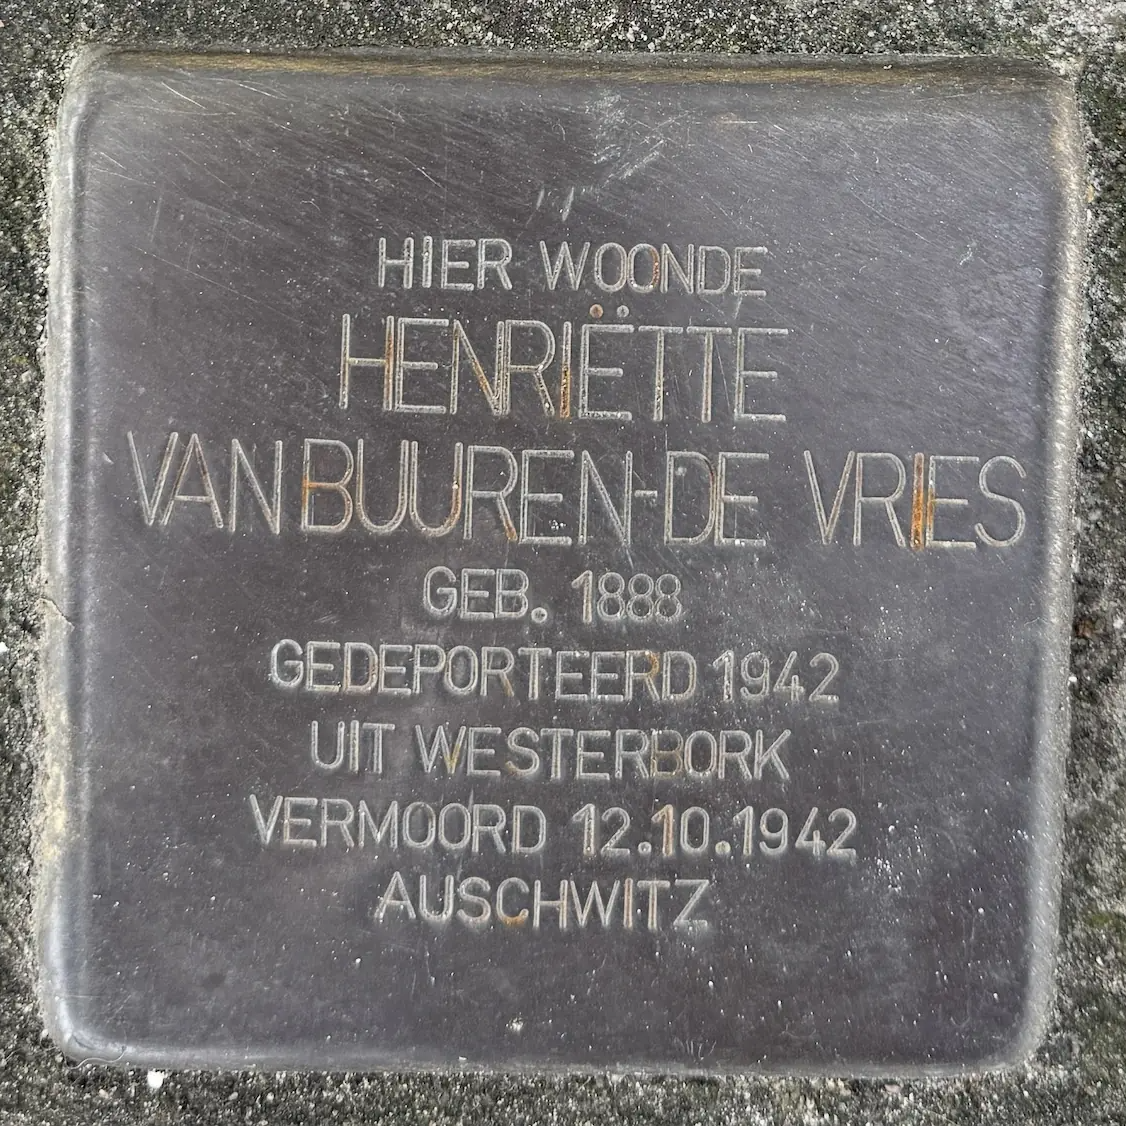 HIER WOONDE
HENRIËTTE
VAN BUUREN-DE VRIES
GEB. 1888
GEDEPORTEERD 1942
UIT WESTERBORK
VERMOORD 12.10.1942
AUSCHWITZ